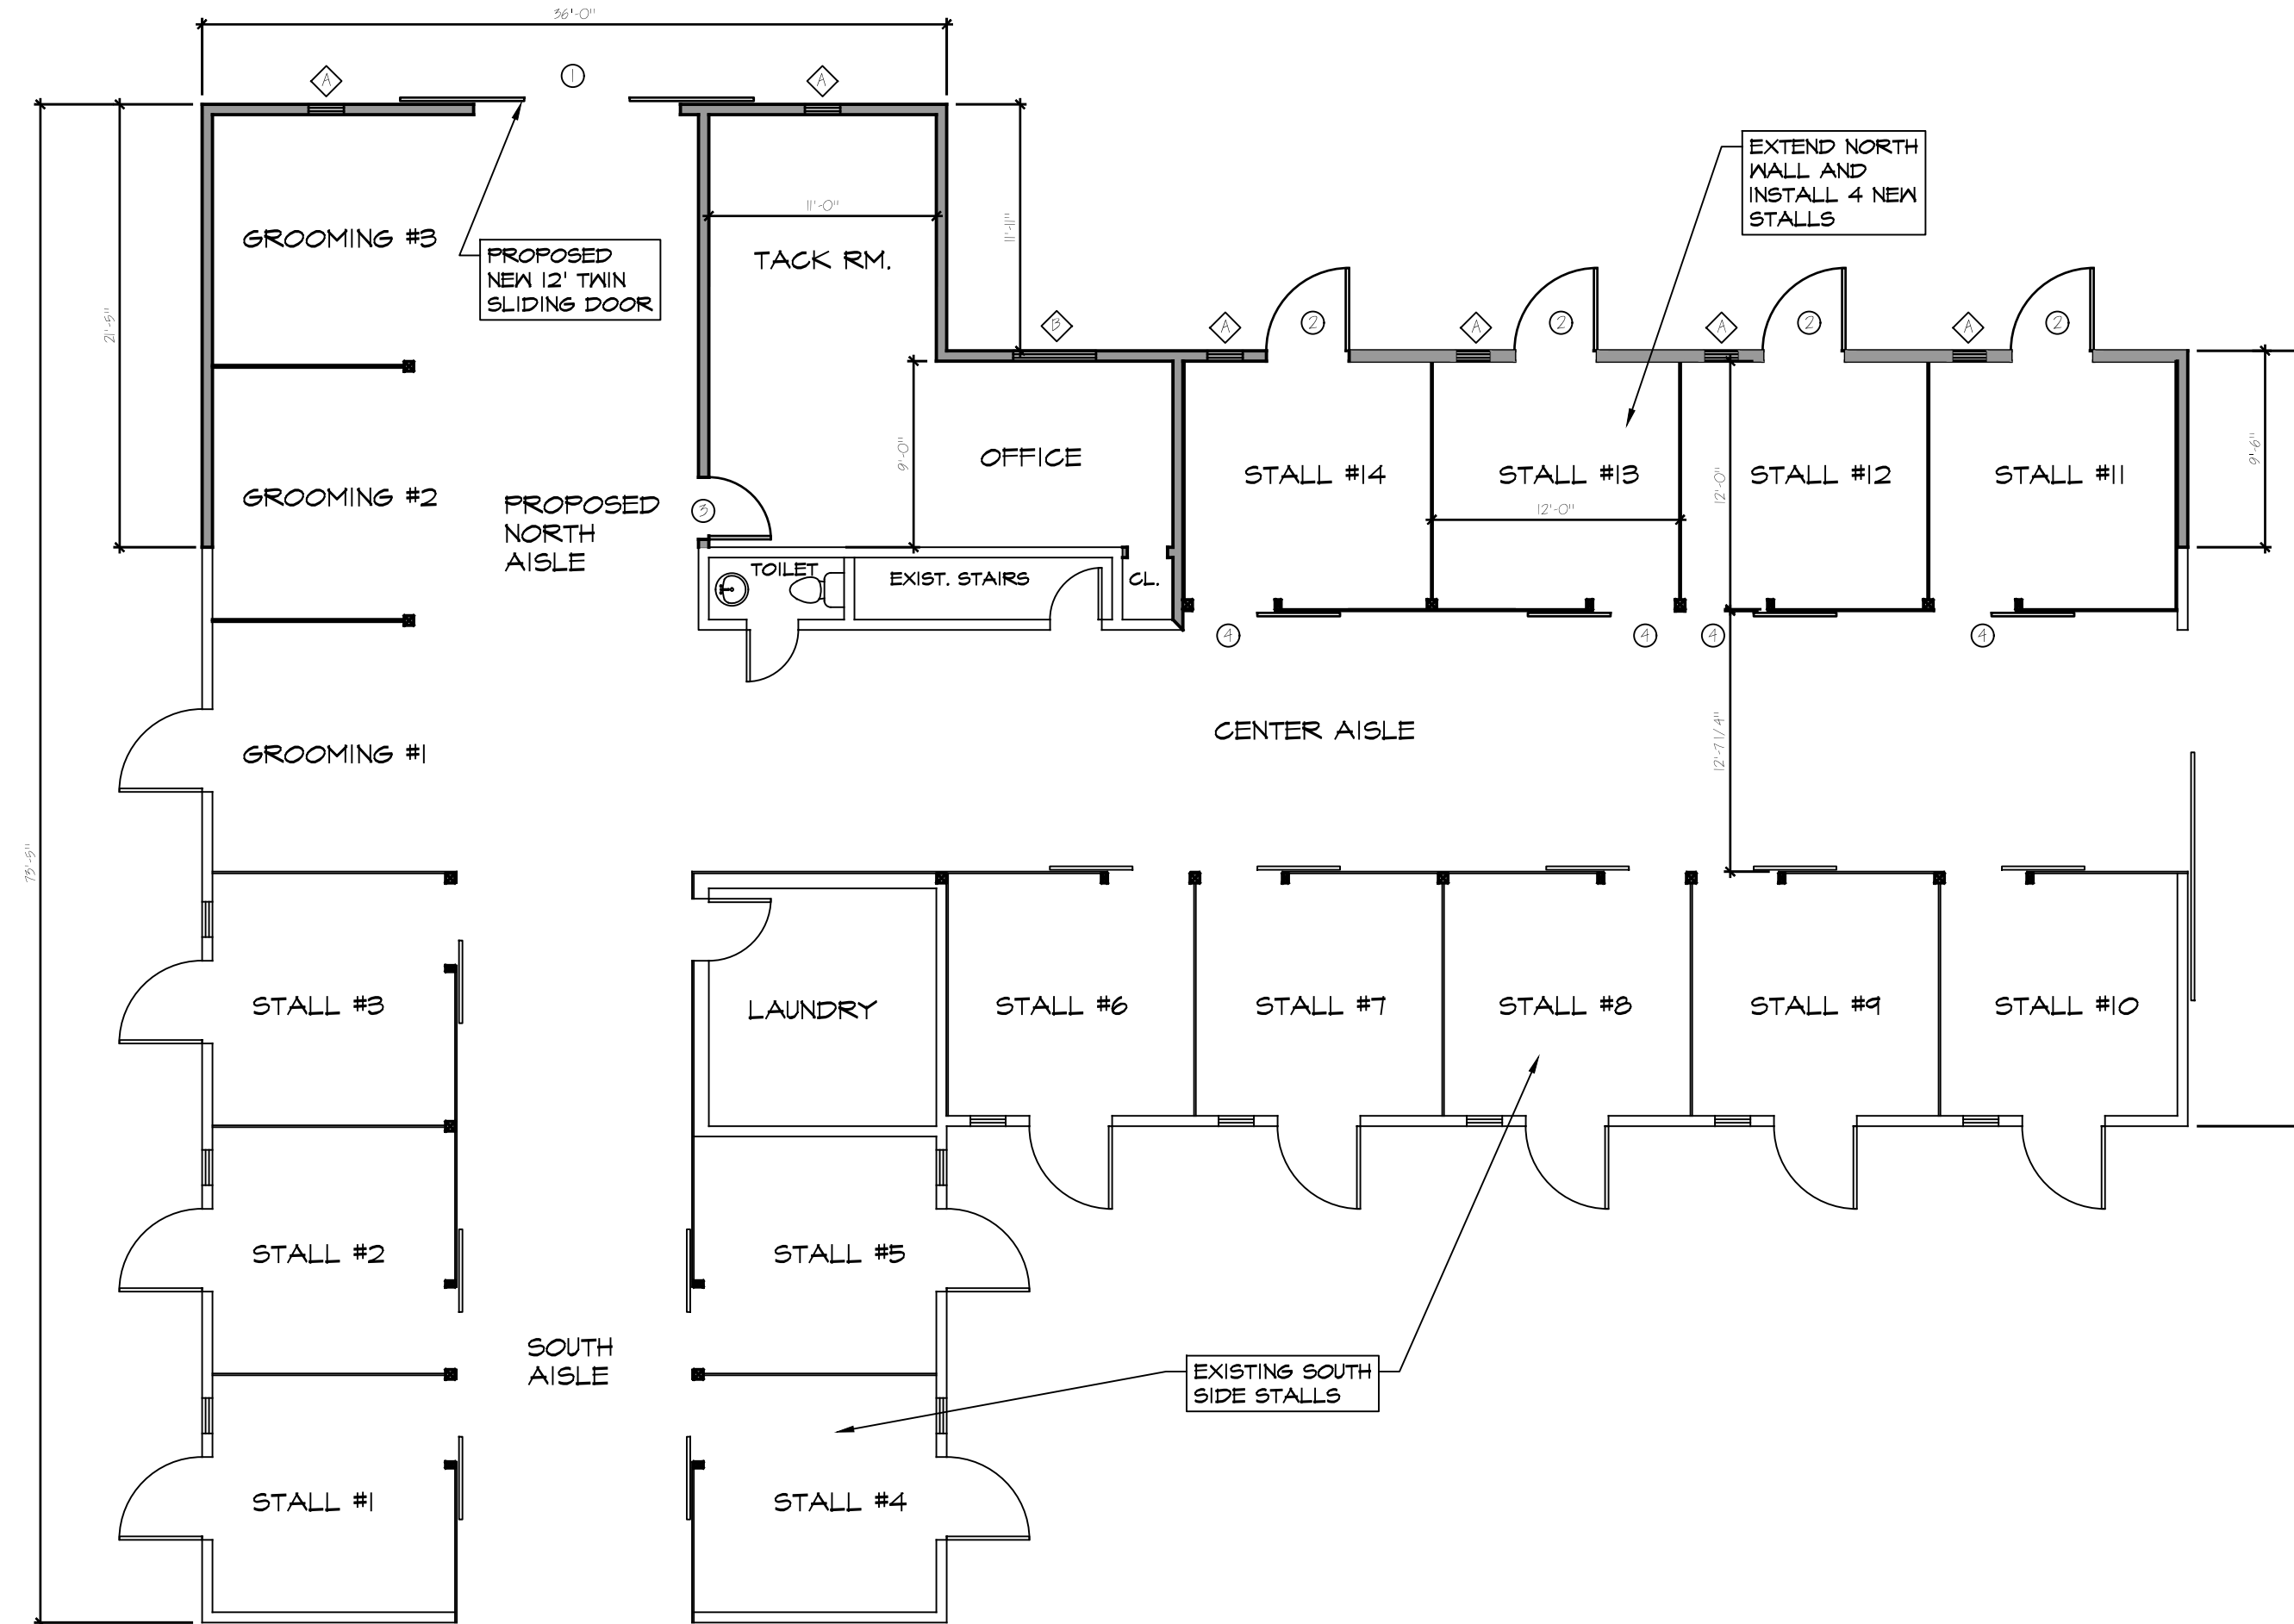 36'-0"
A
1
A
EXTEND NORTH
WALL AND
INSTALL 4 NEW
STALLS
11'-0"
11'-11"
GROOMING #3
PROPOSED
NEW 12' TWIN
SLIDING DOOR
TACK RM.
21'-5"
B
A
2
A
2
A
2
A
2
9'-0"
OFFICE
STALL #14
STALL #13
STALL #12
STALL #11
9'-6"
12'-0"
12'-0"
GROOMING #2
PROPOSED
NORTH
AISLE
3
TOILET
EXIST. STAIRS
CL.
4
4
4
4
CENTER AISLE
12'-7 1/4"
GROOMING #1
73'-5"
STALL #3
LAUNDRY
STALL #6
STALL #7
STALL #8
STALL #9
STALL #10
STALL #2
STALL #5
SOUTH
AISLE
EXISTING SOUTH
SIDE STALLS
STALL #1
STALL #4